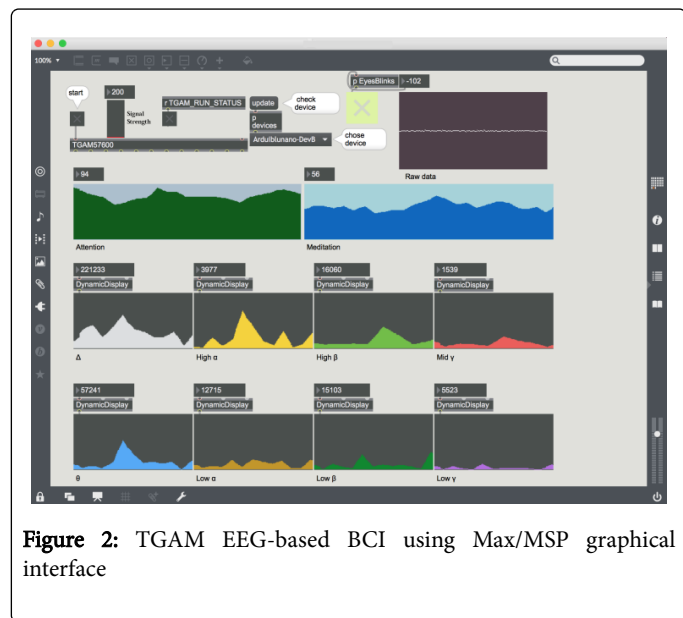 100%
start
200
Signal
Strength
r TGAM_RUN_STATUS
update
check
device
p EyesBlinks
-102
p
devices
TGAM57600
Ardulblunano-DevB
chose
device
Raw data
94
56
Attention
Meditation
221233
3977
16060
1539
DynamicDisplay
DynamicDisplay
DynamicDisplay
DynamicDisplay
Δ
High α
High β
Mid γ
57241
12715
15103
5523
DynamicDisplay
DynamicDisplay
DynamicDisplay
DynamicDisplay
θ
Low α
Low β
Low γ
Figure 2: TGAM EEG-based BCI using Max/MSP graphical
interface